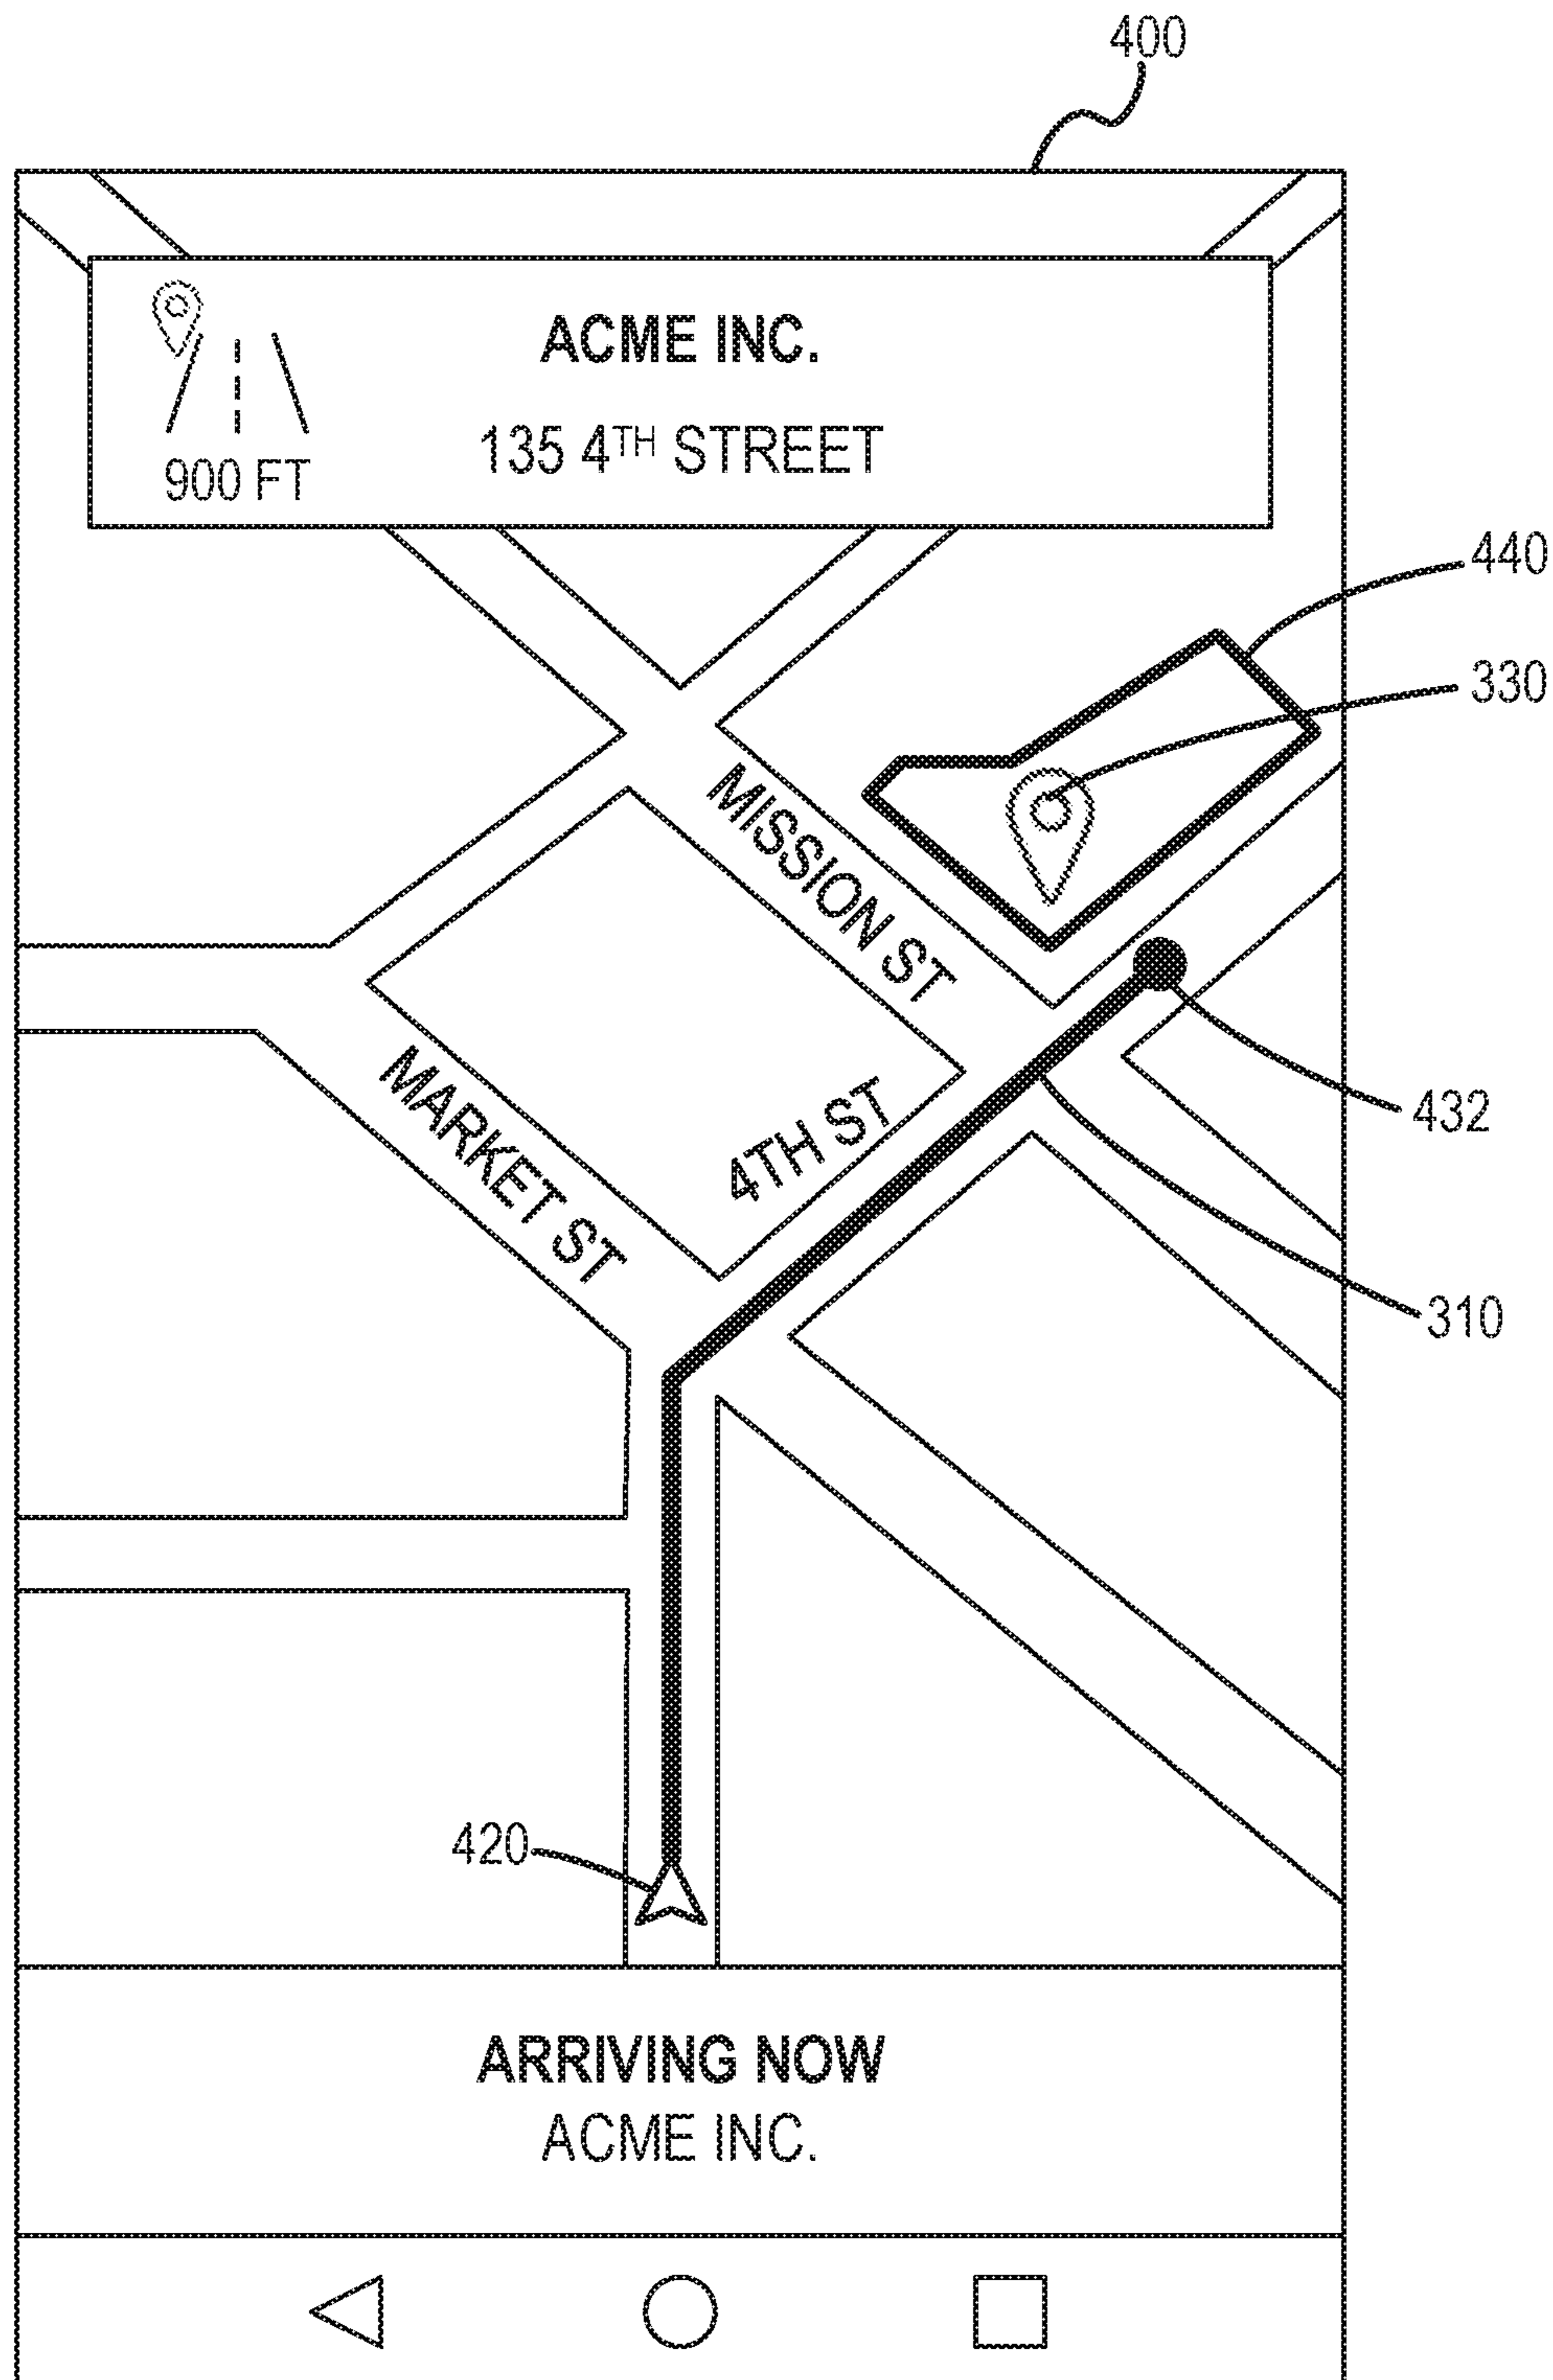 400
ACME INC.
135 4TH STREET
900 FT
440
330
MISSION ST
432
MARKET ST
4TH ST
310
420
ARRIVING NOW
ACME INC.